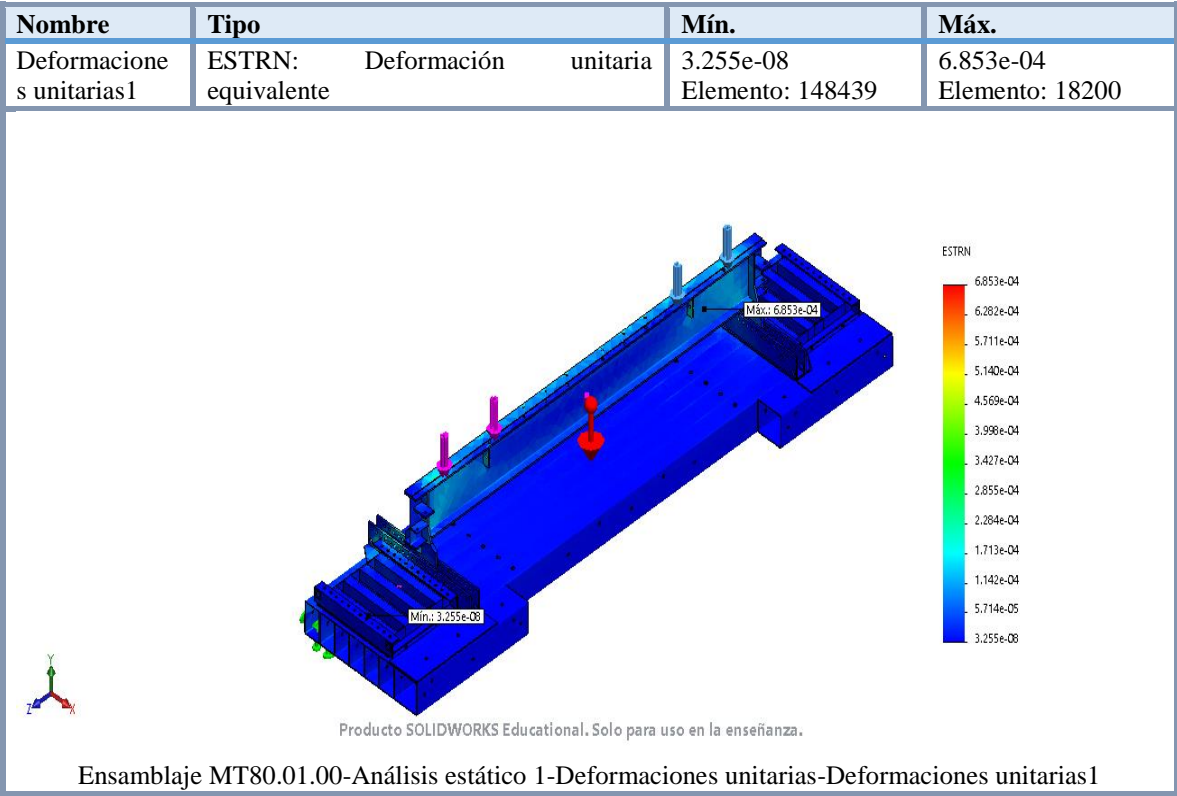 Nombre Tipo Mín. Máx.
Deformacione ESTRN: Deformación unitaria 3.255e-08 6.853e-04
s unitarias1 equivalente Elemento: 148439 Elemento: 18200
ESTRN
6.853e-04
6.282e-04
5.711e-04
5.140e-04
4.569e-04
3.998e-04
3.427e-04
2.855e-04
2.284e-04
1.713e-04
1.142e-04
5.714e-05
3.255e-08
Máx.: 6.853e-04
Mín.: 3.255e-08
Y
Z X
Producto SOLIDWORKS Educational. Solo para uso en la enseñanza.
Ensamblaje MT80.01.00-Análisis estático 1-Deformaciones unitarias-Deformaciones unitarias1